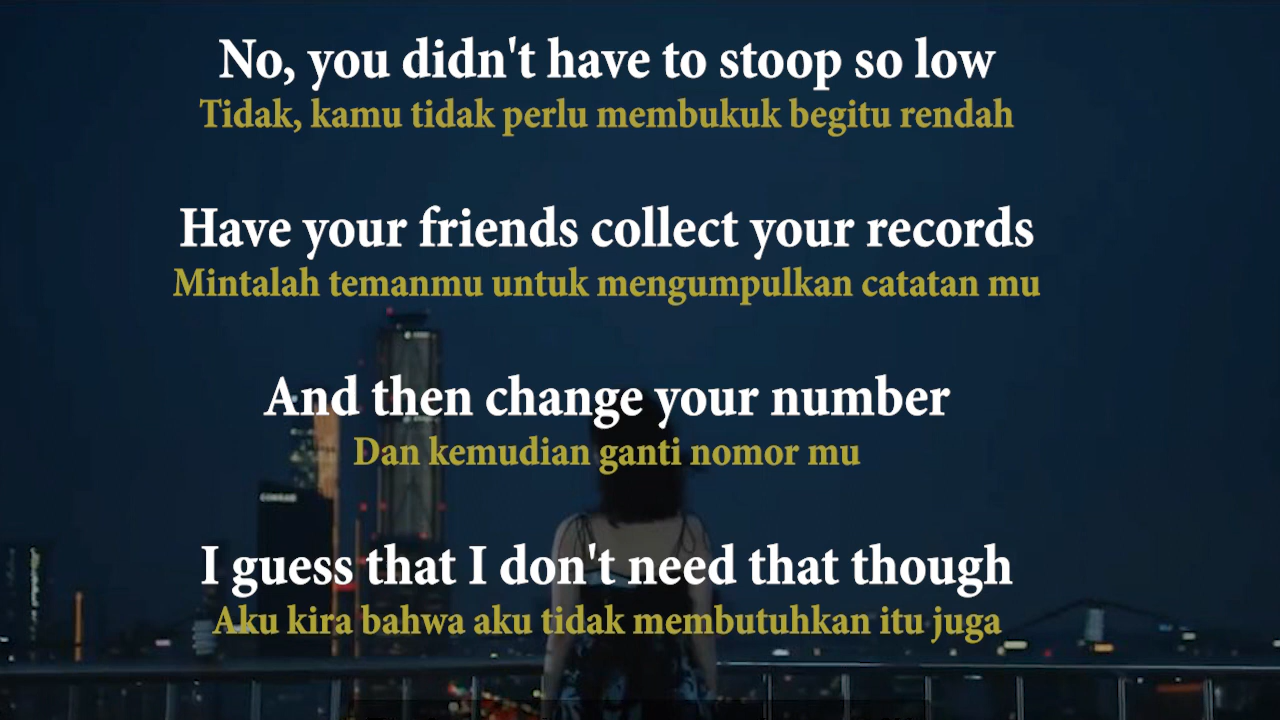 No, you didn't have to stoop so low
Tidak, kamu tidak perlu membukuk begitu rendah
Have your friends collect your records
Mintalah temanmu untuk mengumpulkan catatan mu
And then change your number
Dan kemudian ganti nomor mu
CONRAD
I guess that I don't need that though
Aku kira bahwa aku tidak membutuhkan itu juga